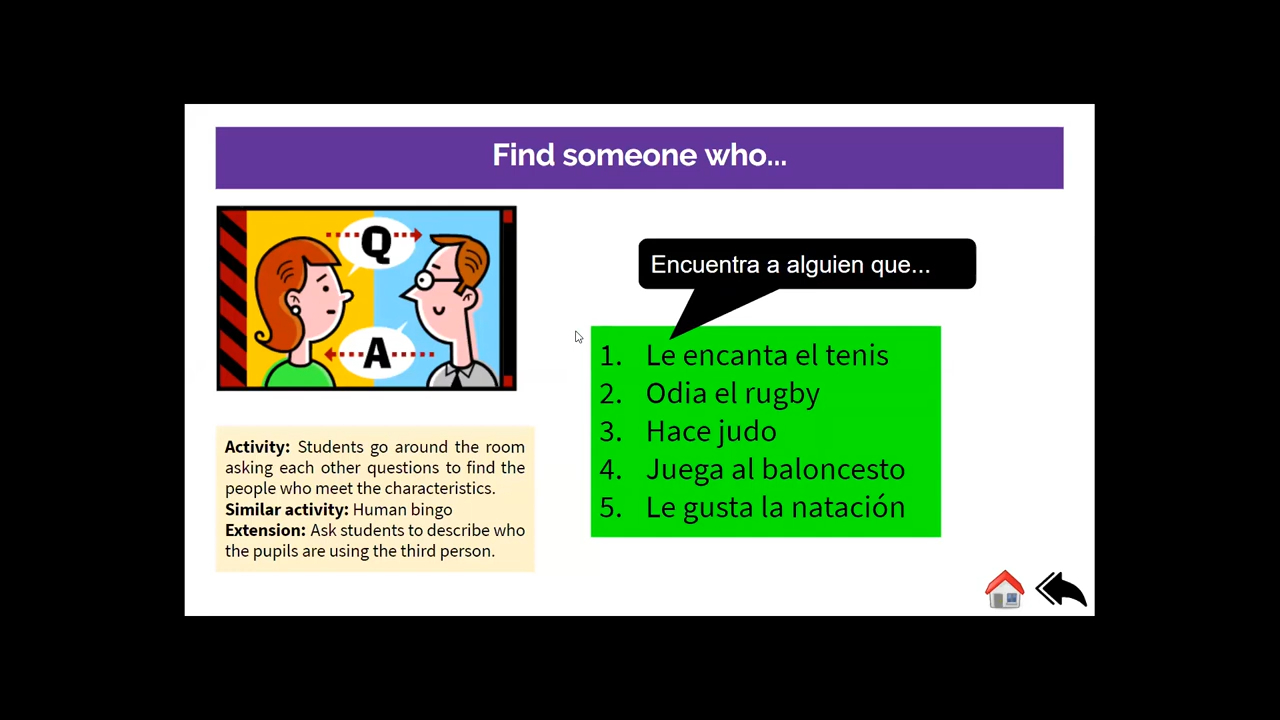 Find someone who...
Q
A
Encuentra a alguien que...
1. Le encanta el tenis
2. Odia el rugby
3. Hace judo
4. Juega al baloncesto
5. Le gusta la natación
Activity: Students go around the room
asking each other questions to find the
people who meet the characteristics.
Similar activity: Human bingo
Extension: Ask students to describe who
the pupils are using the third person.